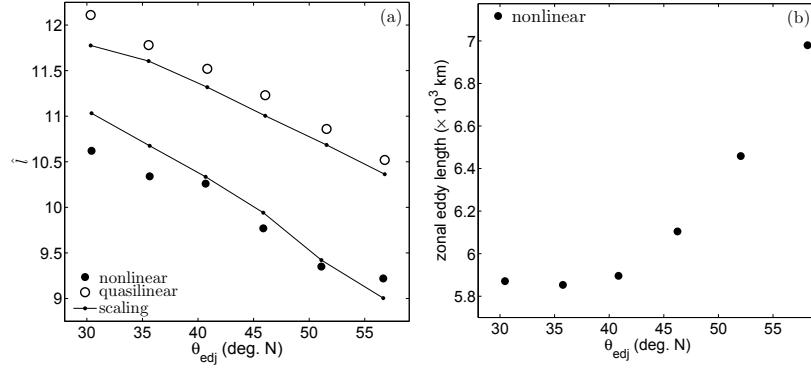 (a)
12
11.5
11
10.5
10
9.5
9
l̂
nonlinear
quasilinear
scaling
30 35 40 45 50 55
θedj (deg. N)
(b)
nonlinear
7
6.8
6.6
6.4
6.2
6
5.8
zonal eddy length (× 10³ km)
30 35 40 45 50 55
θedj (deg. N)